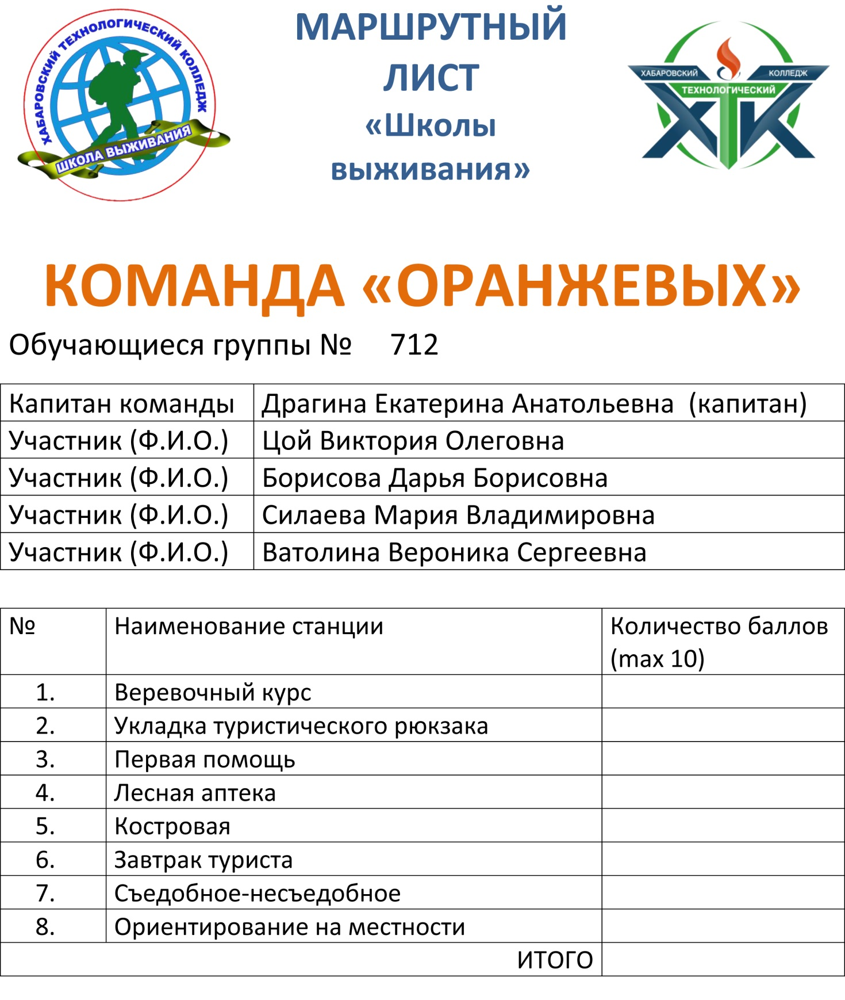 ХАБАРОВСКИЙ ТЕХНОЛОГИЧЕСКИЙ КОЛЛЕДЖ
ШКОЛА ВЫЖИВАНИЯ
МАРШРУТНЫЙ
ЛИСТ
«Школы
выживания»
ХАБАРОВСКИЙ КОЛЛЕДЖ
ТЕХНОЛОГИЧЕСКИЙ
ХТК
КОМАНДА «ОРАНЖЕВЫХ»
Обучающиеся группы № 712
Капитан команды Драгина Екатерина Анатольевна (капитан)
Участник (Ф.И.О.) Цой Виктория Олеговна
Участник (Ф.И.О.) Борисова Дарья Борисовна
Участник (Ф.И.О.) Силаева Мария Владимировна
Участник (Ф.И.О.) Ватолина Вероника Сергеевна
№ Наименование станции Количество баллов
(max 10)
1. Веревочный курс
2. Укладка туристического рюкзака
3. Первая помощь
4. Лесная аптека
5. Костровая
6. Завтрак туриста
7. Съедобное-несъедобное
8. Ориентирование на местности
ИТОГО